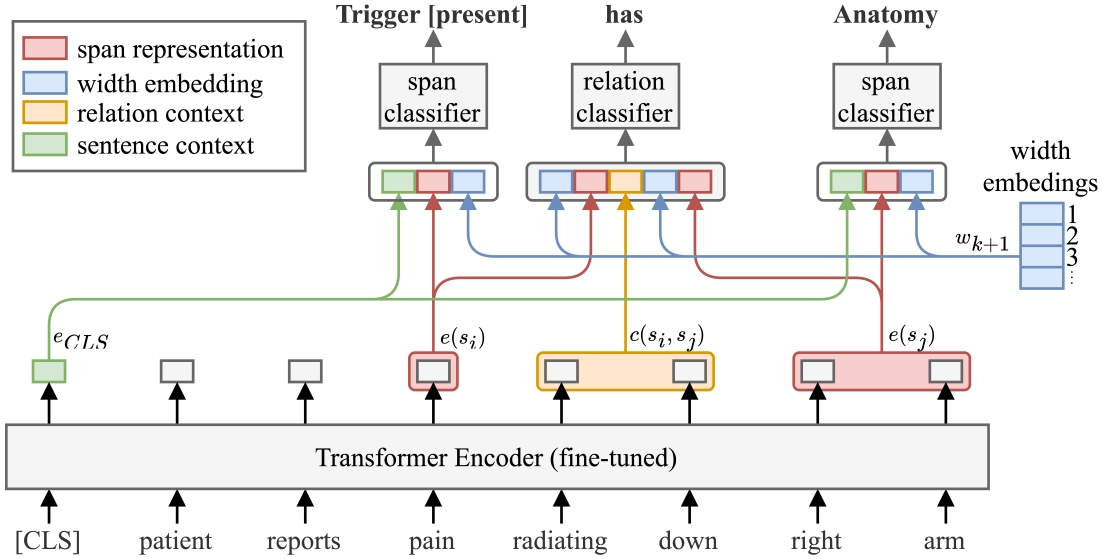 Trigger [present]
has
Anatomy
span representation
width embedding
relation context
sentence context
span
classifier
relation
classifier
span
classifier
width
embedings
1
2
3
⋮
w_{k+1}
e_{CLS}
e(s_i)
c(s_i, s_j)
e(s_j)
Transformer Encoder (fine-tuned)
[CLS]
patient
reports
pain
radiating
down
right
arm